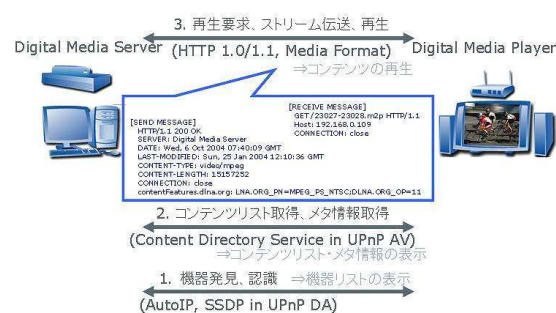 3. 再生要求、ストリーム伝送、再生
Digital Media Server
(HTTP 1.0/1.1, Media Format)
Digital Media Player
⇒コンテンツの再生
[RECEIVE MESSAGE]
GET /23027-23028.m2p HTTP/1.1
Host: 192.168.0.109
CONNECTION: close
[SEND MESSAGE]
HTTP/1.1 200 OK
SERVER: Digital Media Server
DATE: Wed, 6 Oct 2004 07:40:09 GMT
LAST-MODIFIED: Sun, 25 Jan 2004 12:10:36 GMT
CONTENT-TYPE: video/mpeg
CONTENT-LENGTH: 15157252
CONNECTION: close
contentFeatures.dlna.org: LNA.ORG_PN=MPEG_PS_NTSC;DLNA.ORG_OP=11
2. コンテンツリスト取得、メタ情報取得
(Content Directory Service in UPnP AV)
⇒コンテンツリスト・メタ情報の表示
1. 機器発見、認識 ⇒機器リストの表示
(AutoIP, SSDP in UPnP DA)